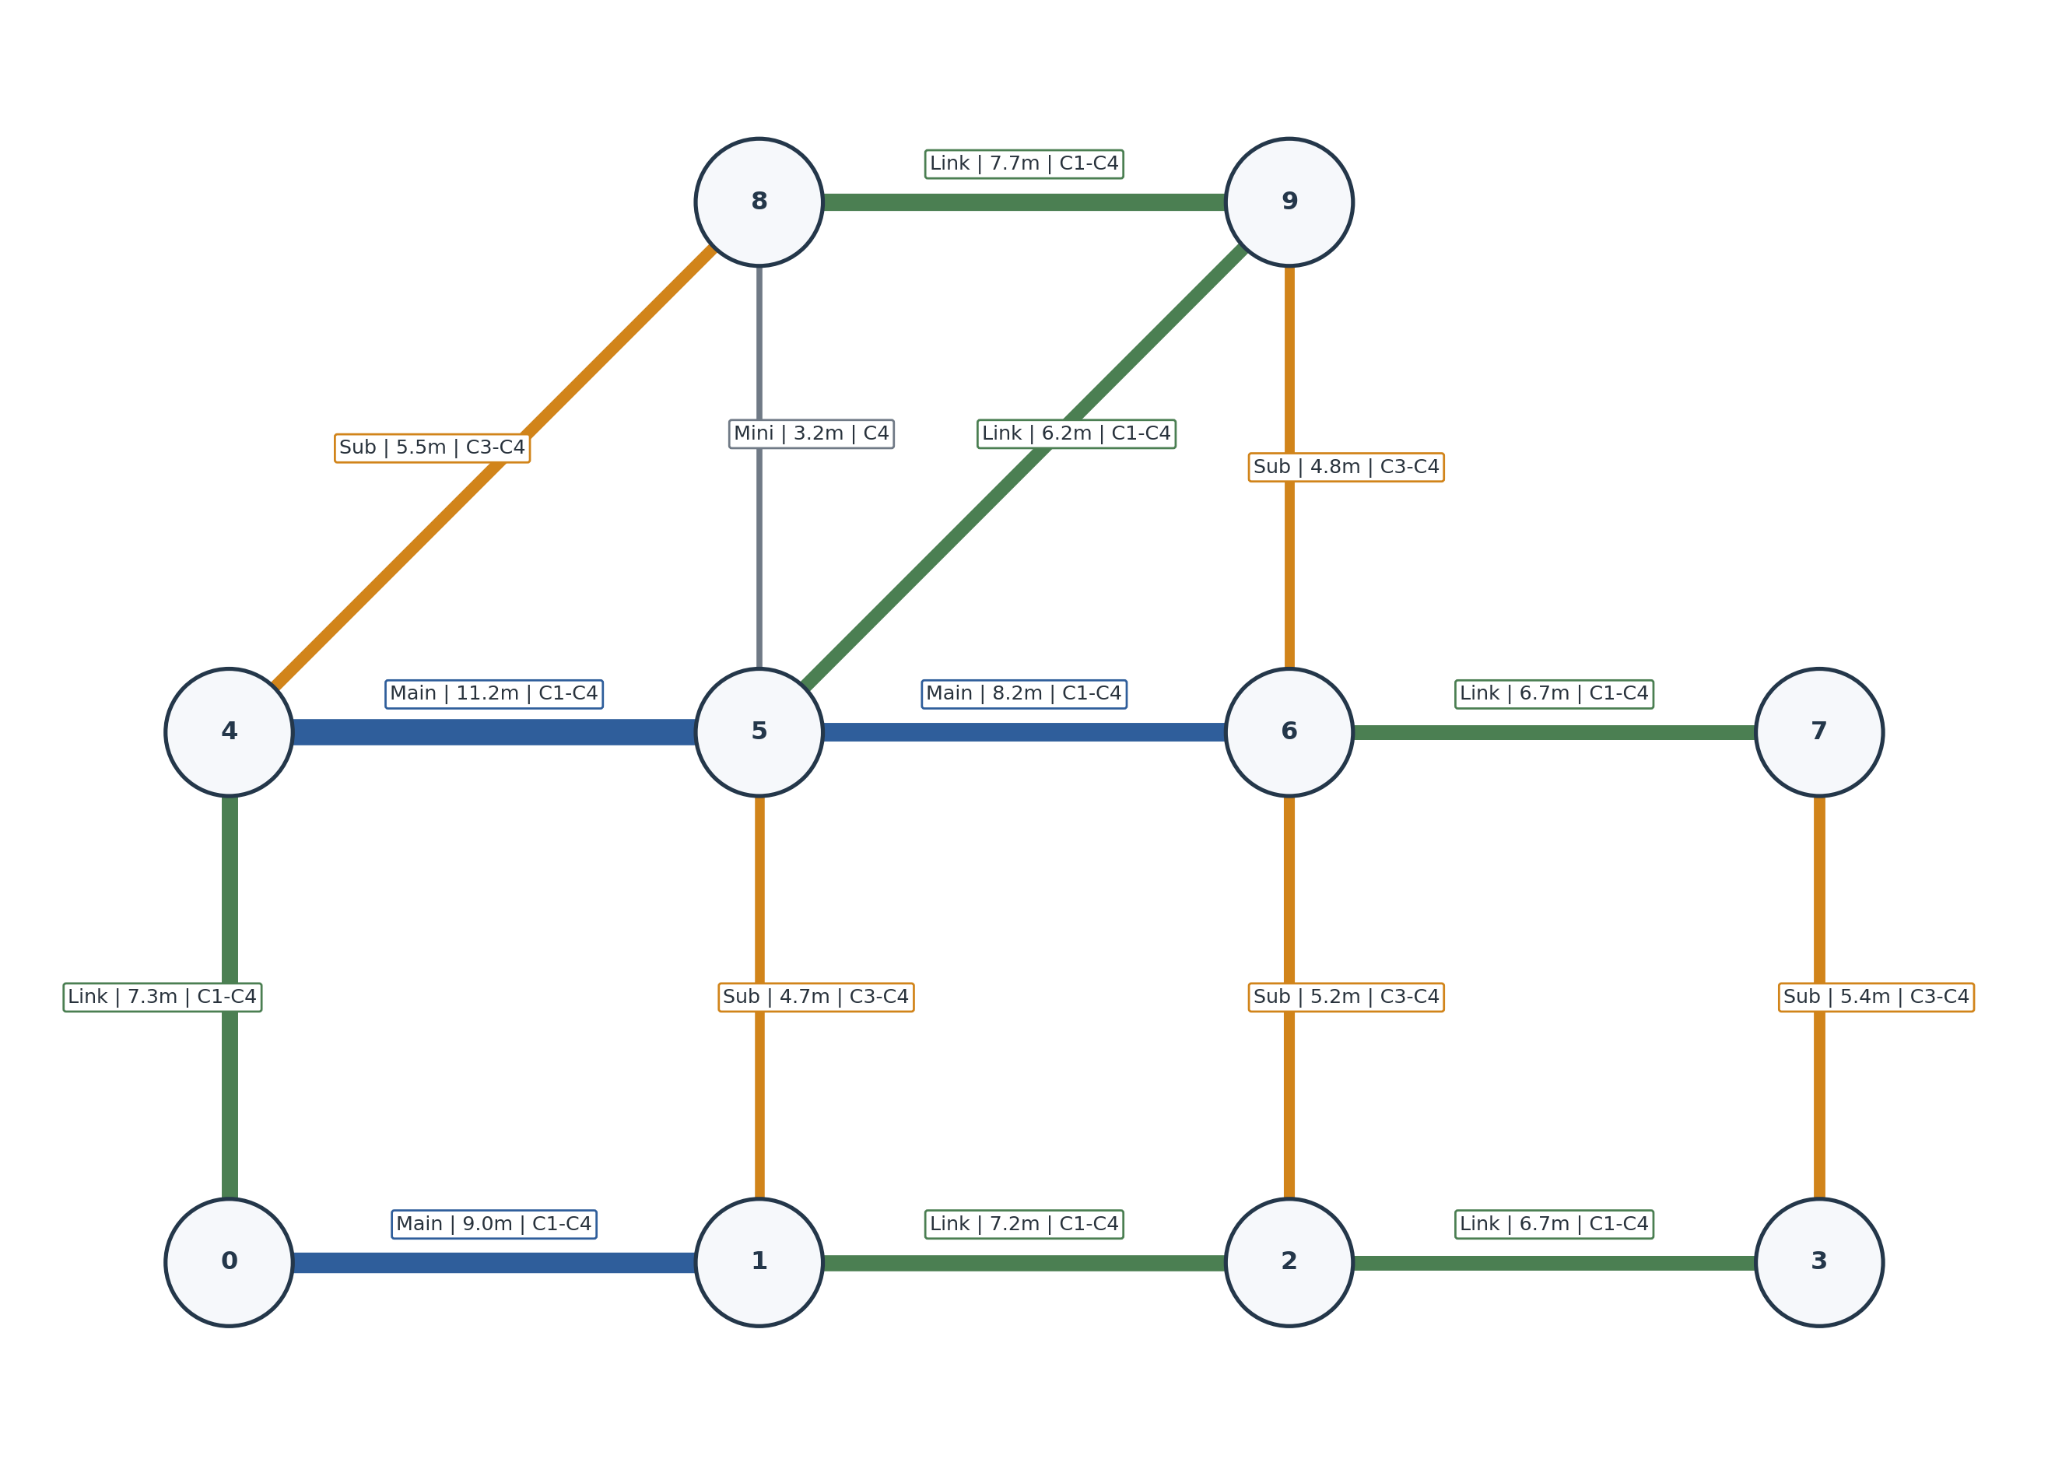 Link | 7.7m | C1-C4
8
9
Sub | 5.5m | C3-C4
Mini | 3.2m | C4
Link | 6.2m | C1-C4
Sub | 4.8m | C3-C4
Main | 11.2m | C1-C4
Main | 8.2m | C1-C4
Link | 6.7m | C1-C4
4
5
6
7
Link | 7.3m | C1-C4
Sub | 4.7m | C3-C4
Sub | 5.2m | C3-C4
Sub | 5.4m | C3-C4
Main | 9.0m | C1-C4
Link | 7.2m | C1-C4
Link | 6.7m | C1-C4
0
1
2
3